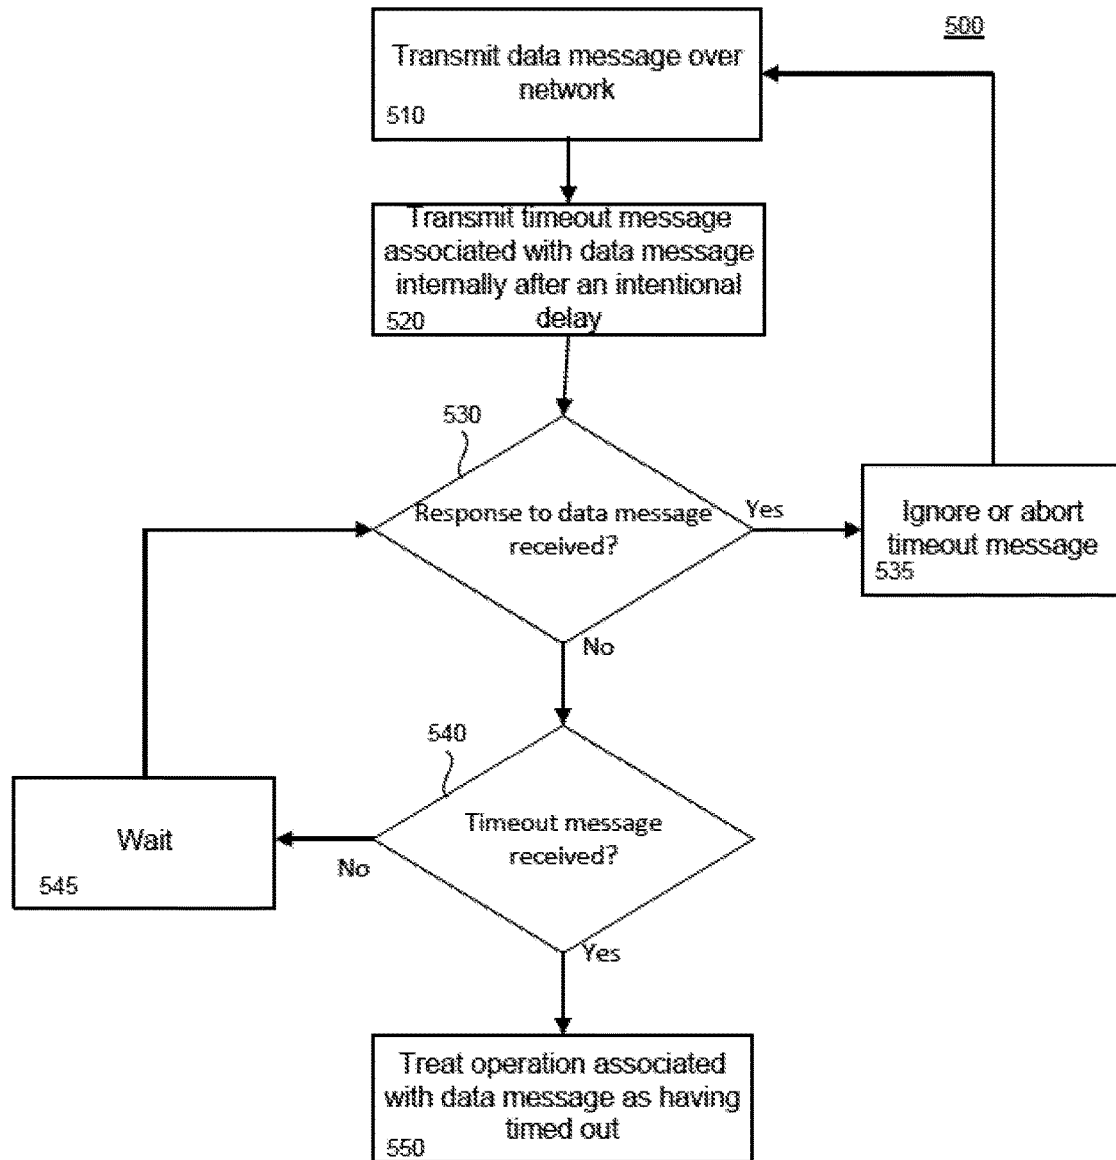 500
Transmit data message over
network
510
Transmit timeout message
associated with data message
internally after an intentional
delay
520
530
Response to data message
received?
Yes
Ignore or abort
timeout message
535
No
540
Timeout message
received?
No
Wait
545
Yes
Treat operation associated
with data message as having
timed out
550